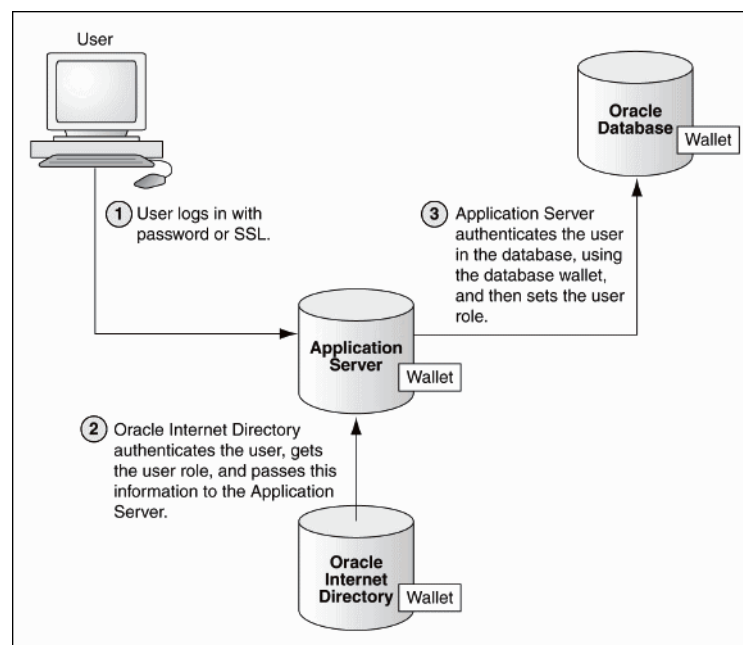 User
Oracle
Database
Wallet
1 User logs in with
password or SSL.
3 Application Server
authenticates the user
in the database, using
the database wallet,
and then sets the user
role.
Application
Server
Wallet
2 Oracle Internet Directory
authenticates the user, gets
the user role, and passes this
information to the Application
Server.
Oracle
Internet
Directory
Wallet